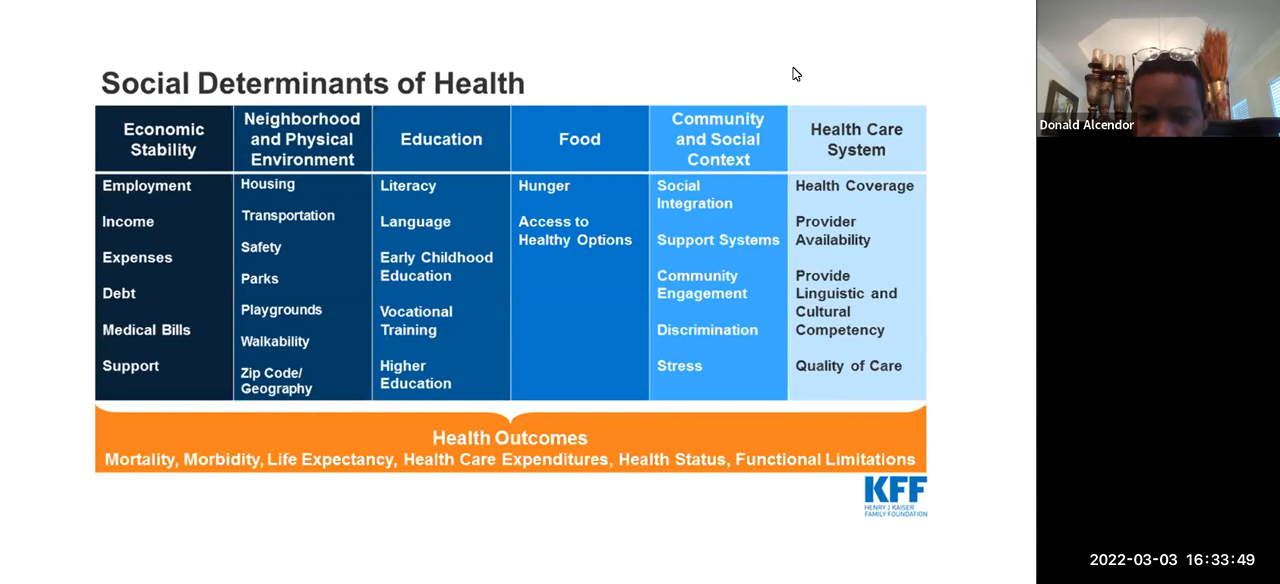 Social Determinants of Health
Economic
Stability
Neighborhood
and Physical
Environment
Education
Food
Community
and Social
Context
Health Care
System
Employment
Income
Expenses
Debt
Medical Bills
Support
Housing
Transportation
Safety
Parks
Playgrounds
Walkability
Zip Code/
Geography
Literacy
Language
Early Childhood
Education
Vocational
Training
Higher
Education
Hunger
Access to
Healthy Options
Social
Integration
Support Systems
Community
Engagement
Discrimination
Stress
Health Coverage
Provider
Availability
Provide
Linguistic and
Cultural
Competency
Quality of Care
Health Outcomes
Mortality, Morbidity, Life Expectancy, Health Care Expenditures, Health Status, Functional Limitations
KFF
HENRY J KAISER
FAMILY FOUNDATION
Donald Alcendor
2022-03-03 16:33:49